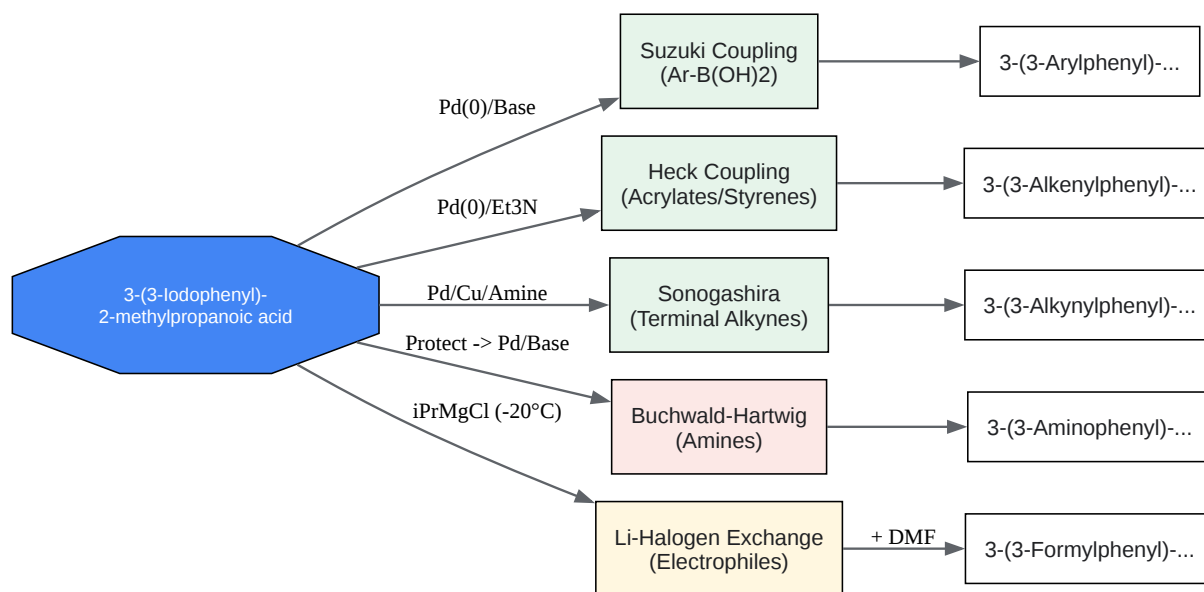 Suzuki Coupling
(Ar-B(OH)2)
3-(3-Arylphenyl)-...
Pd(0)/Base
Heck Coupling
(Acrylates/Styrenes)
3-(3-Alkenylphenyl)-...
Pd(0)/Et3N
3-(3-Iodophenyl)-
2-methylpropanoic acid
Pd/Cu/Amine
Sonogashira
(Terminal Alkynes)
3-(3-Alkynylphenyl)-...
Protect -> Pd/Base
Buchwald-Hartwig
(Amines)
3-(3-Aminophenyl)-...
iPrMgCl (-20°C)
Li-Halogen Exchange
(Electrophiles)
+ DMF
3-(3-Formylphenyl)-...